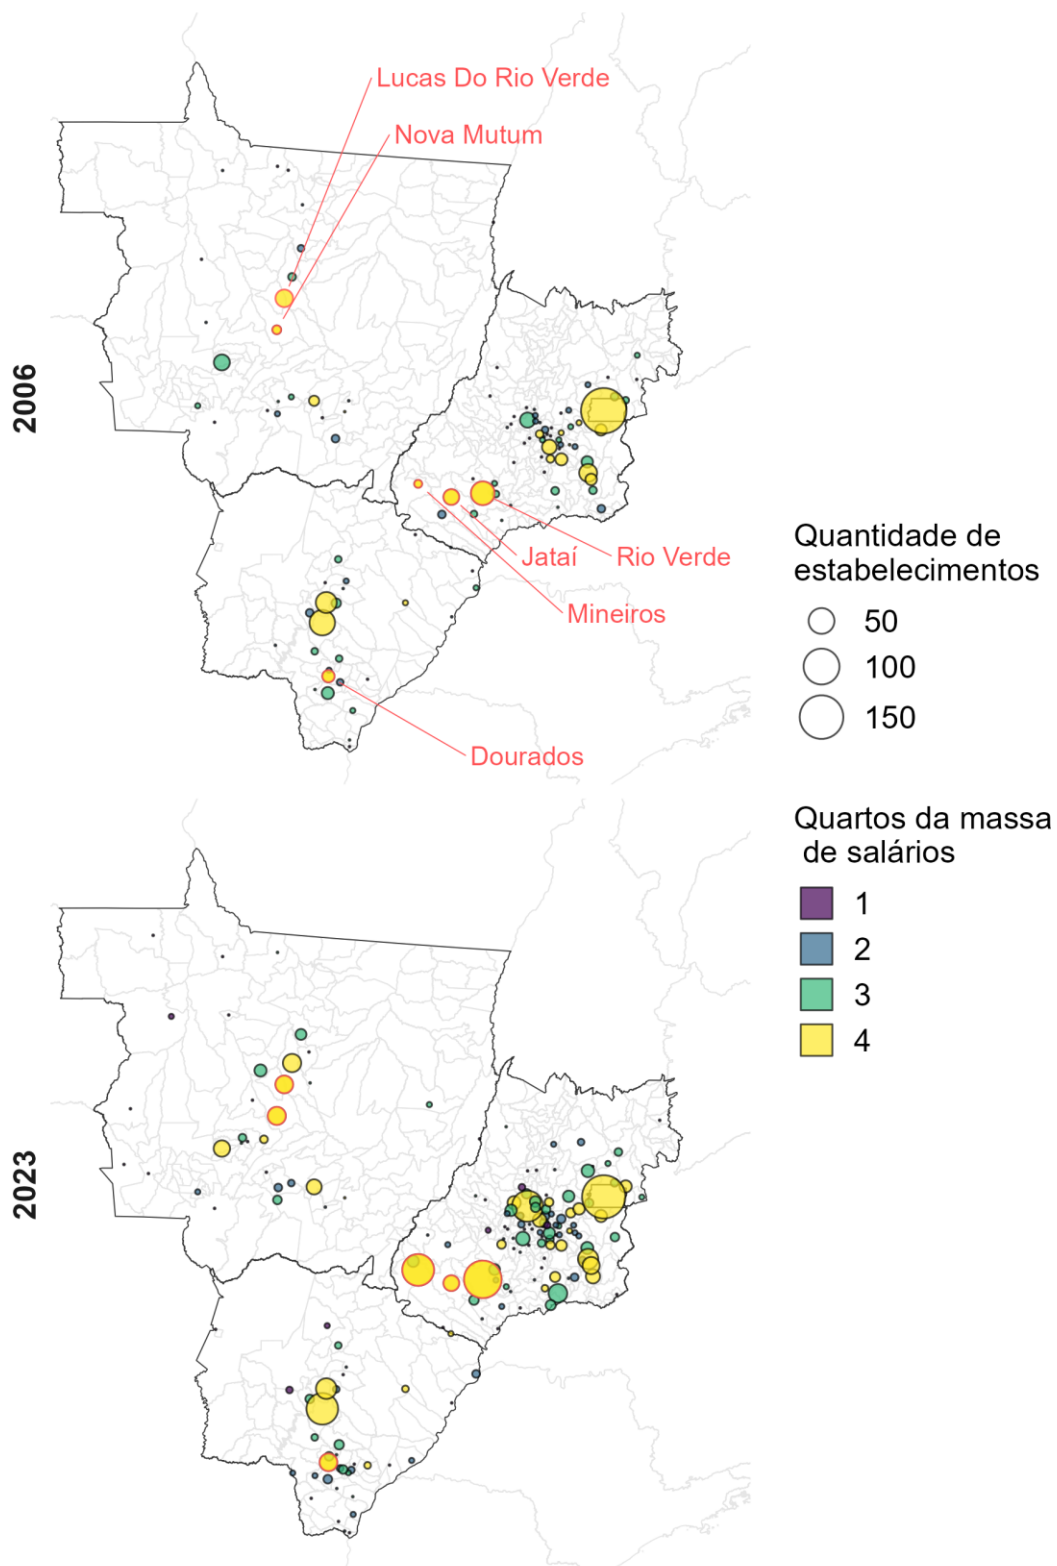 Lucas Do Rio Verde
Nova Mutum
2006
Jataí
Rio Verde
Mineiros
Dourados
Quantidade de
estabelecimentos
50
100
150
Quartos da massa
de salários
1
2
3
4
2023